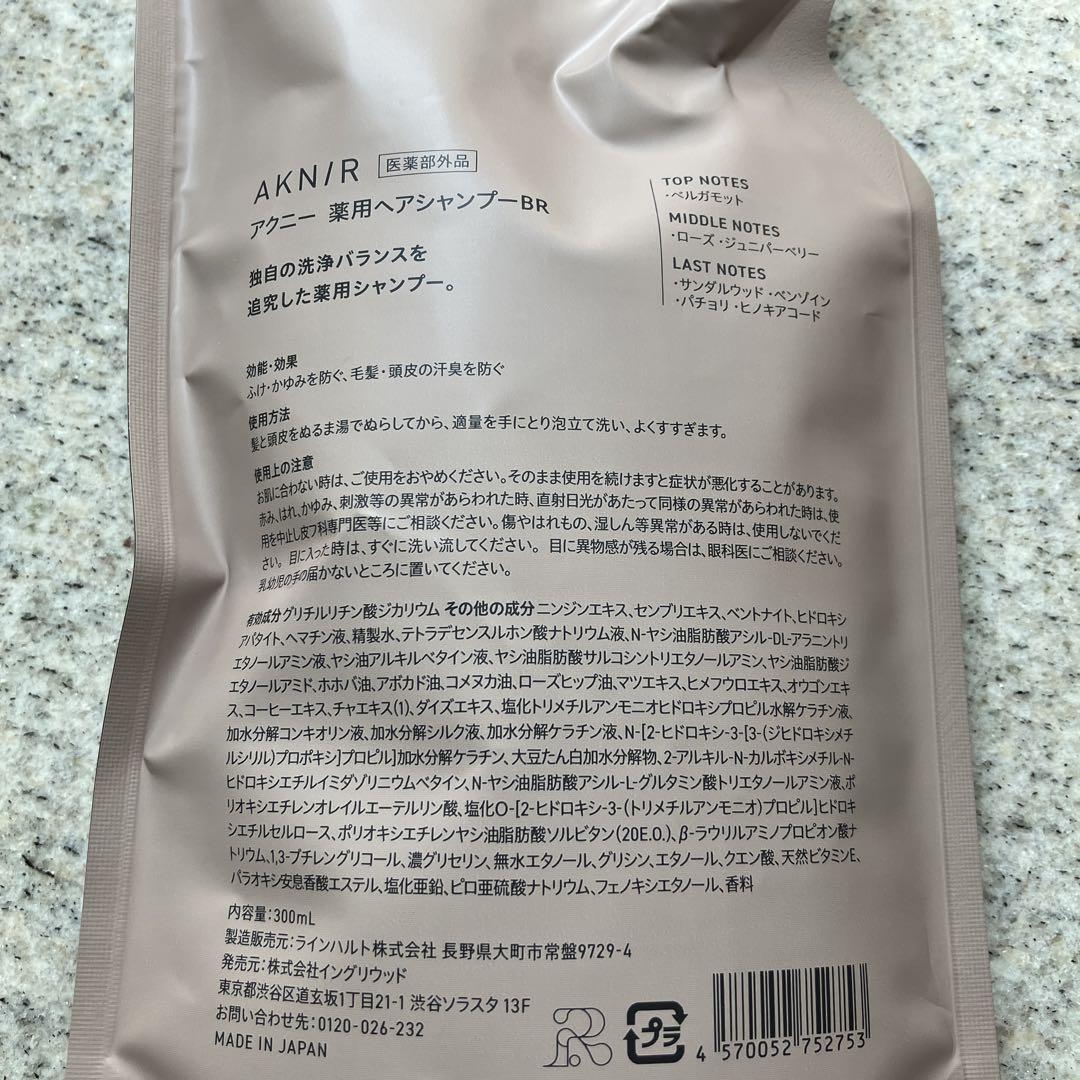 AKN/R 医薬部外品
アクニー 薬用ヘアシャンプーBR
独自の洗浄バランスを
追究した薬用シャンプー。
TOP NOTES
・ベルガモット
MIDDLE NOTES
・ローズ ・ジュニパーベリー
LAST NOTES
・サンダルウッド ・ベンゾイン
・パチョリ ・ヒノキアコード
効能・効果
ふけ・かゆみを防ぐ、毛髪・頭皮の汗臭を防ぐ
使用方法
髪と頭皮をぬるま湯でぬらしてから、適量を手にとり泡立て洗い、よくすすぎます。
使用上の注意
お肌に合わない時は、ご使用をおやめください。そのまま使用を続けますと症状が悪化することがあります。
赤み、はれ、かゆみ、刺激等の異常があらわれた時、直射日光があたって同様の異常があらわれた時は、使
用を中止し皮フ科専門医等にご相談ください。傷やはれもの、湿しん等異常がある時は、使用しないでくだ
さい。 目に入った時は、すぐに洗い流してください。 目に異物感が残る場合は、眼科医にご相談ください。
乳幼児の手の届かないところに置いてください。
有効成分 グリチルリチン酸ジカリウム その他の成分 ニンジンエキス、センブリエキス、ベントナイト、ヒドロキシ
アパタイト、ヘマチン液、精製水、テトラデセンスルホン酸ナトリウム液、N-ヤシ油脂肪酸アシル-DL-アラニントリ
エタノールアミン液、ヤシ油アルキルベタイン液、ヤシ油脂肪酸サルコシントリエタノールアミン、ヤシ油脂肪酸ジ
エタノールアミド、ホホバ油、アボカド油、コメヌカ油、ローズヒップ油、マツエキス、ヒメフウロエキス、オウゴンエキ
ス、コーヒーエキス、チャエキス(1)、ダイズエキス、塩化トリメチルアンモニオヒドロキシプロピル水解ケラチン液、
加水分解コンキオリン液、加水分解シルク液、加水分解ケラチン液、N-[2-ヒドロキシ-3-[3-(ジヒドロキシメチ
ルシリル)プロポキシ]プロピル]加水分解ケラチン、大豆たん白加水分解物、2-アルキル-N-カルボキシメチル-N-
ヒドロキシエチルイミダゾリニウムベタイン、N-ヤシ油脂肪酸アシル-L-グルタミン酸トリエタノールアミン液、ポ
リオキシエチレンオレイルエーテルリン酸、塩化O-[2-ヒドロキシ-3-(トリメチルアンモニオ)プロピル]ヒドロキ
シエチルセルロース、ポリオキシエチレンヤシ油脂肪酸ソルビタン(20E.O.)、β-ラウリルアミノプロピオン酸ナ
トリウム、1,3-ブチレングリコール、濃グリセリン、無水エタノール、グリシン、エタノール、クエン酸、天然ビタミンE、
パラオキシ安息香酸エステル、塩化亜鉛、ピロ亜硫酸ナトリウム、フェノキシエタノール、香料
内容量:300mL
製造販売元:ラインハルト株式会社 長野県大町市常盤9729-4
発売元:株式会社イングリウッド
東京都渋谷区道玄坂1丁目21-1 渋谷ソラスタ 13F
お問い合わせ先:0120-026-232
MADE IN JAPAN
プラ
4 570052 752753